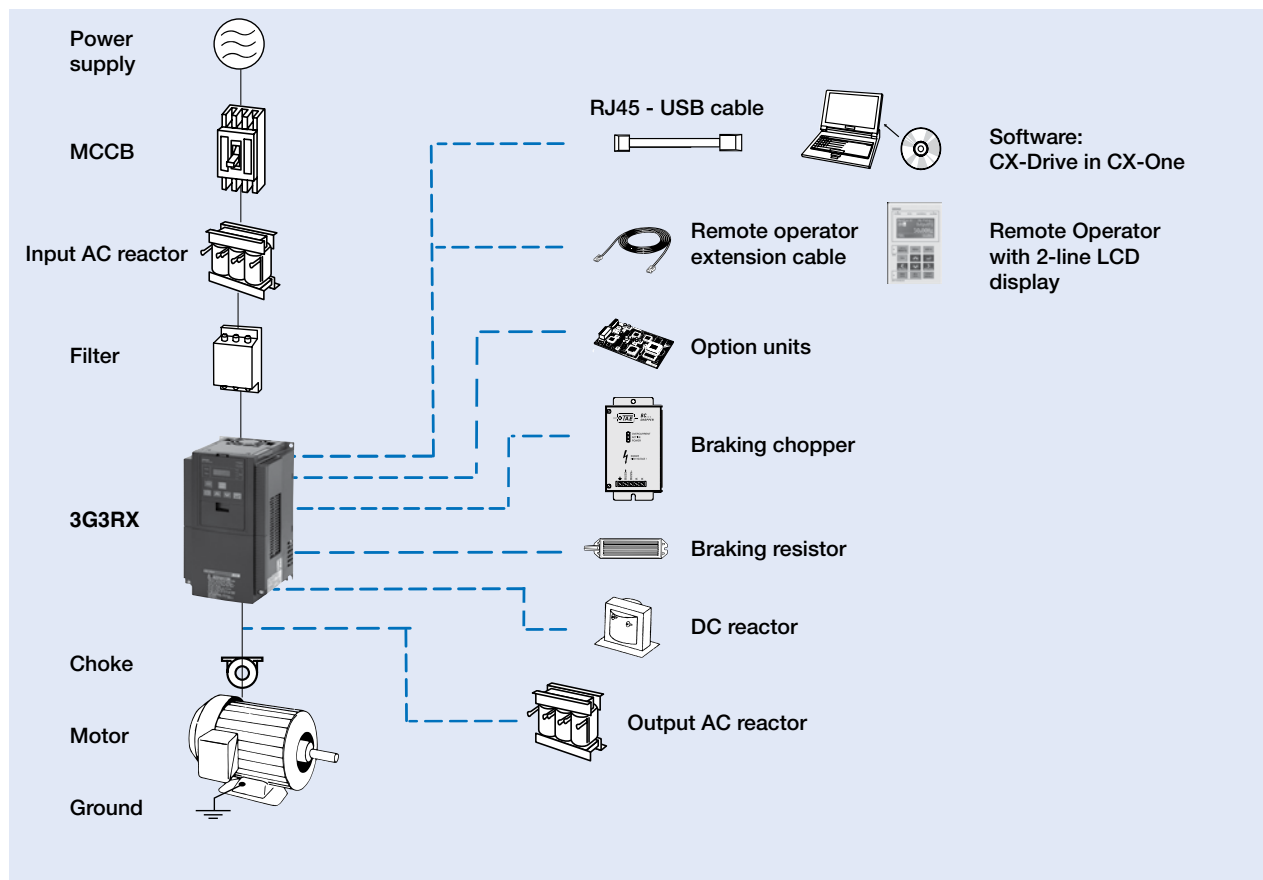 Power
supply
MCCB
Input AC reactor
Filter
3G3RX
Choke
Motor
Ground
RJ45 - USB cable
Software:
CX-Drive in CX-One
Remote operator
extension cable
Remote Operator
with 2-line LCD
display
Option units
Braking chopper
Braking resistor
DC reactor
Output AC reactor